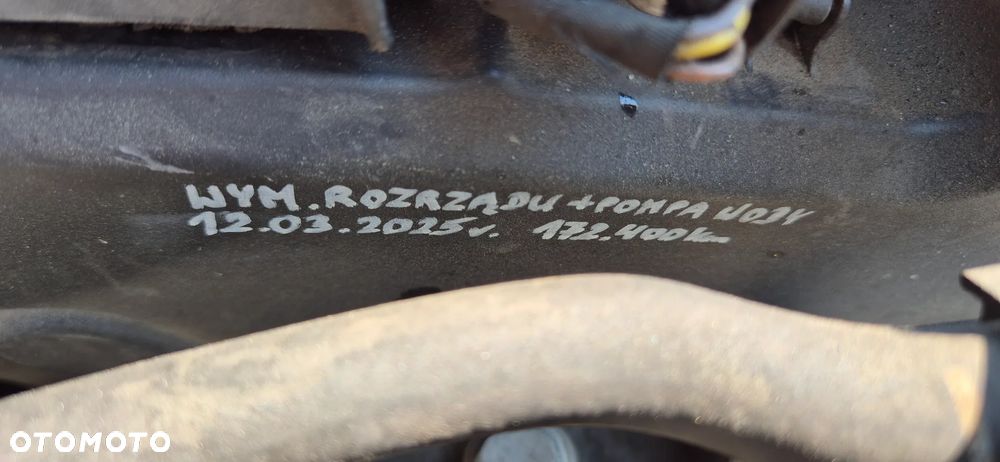 WYM. ROZRZĄDU + POMPA WODY
12.03.2025r. 172.400km
OTOMOTO